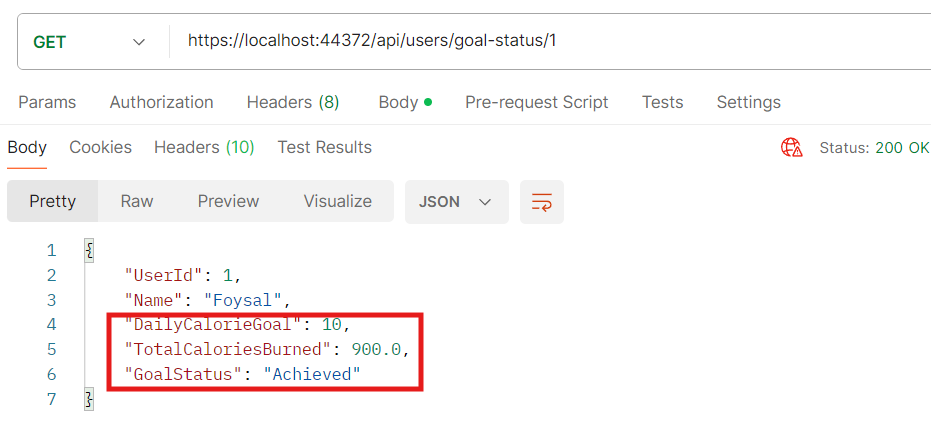 GET https://localhost:44372/api/users/goal-status/1
Params Authorization Headers (8) Body Pre-request Script Tests Settings
Body Cookies Headers (10) Test Results Status: 200 OK
Pretty Raw Preview Visualize JSON
1 {
2 "UserId": 1,
3 "Name": "Foysal",
4 "DailyCalorieGoal": 10,
5 "TotalCaloriesBurned": 900.0,
6 "GoalStatus": "Achieved"
7 }